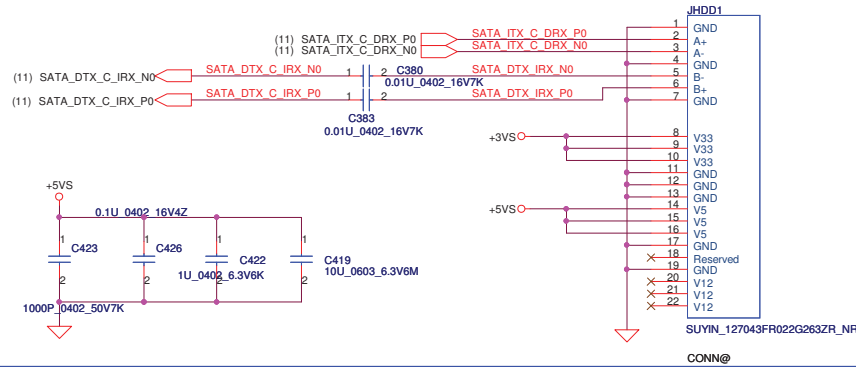 JHDD1
(11) SATA_ITX_C_DRX_P0 SATA_ITX_C_DRX_P0
(11) SATA_ITX_C_DRX_N0 SATA_ITX_C_DRX_N0
(11) SATA_DTX_C_IRX_N0 SATA_DTX_C_IRX_N0 1 2 C380 SATA_DTX_IRX_N0
0.01U_0402_16V7K
(11) SATA_DTX_C_IRX_P0 SATA_DTX_C_IRX_P0 1 2 SATA_DTX_IRX_P0
C383
0.01U_0402_16V7K
1 GND
2 A+
3 A-
4 GND
5 B-
6 B+
7 GND
+3VS
8 V33
9 V33
10 V33
11 GND
12 GND
13 GND
+5VS
14 V5
15 V5
16 V5
17 GND
18 Reserved
19 GND
20 V12
21 V12
22 V12
SUYIN_127043FR022G263ZR_NR
CONN@
+5VS
0.1U_0402_16V4Z
1 1 1 1
C423 C426 C422 C419
1U_0402_6.3V6K 10U_0603_6.3V6M
2 2 2 2
1000P_0402_50V7K